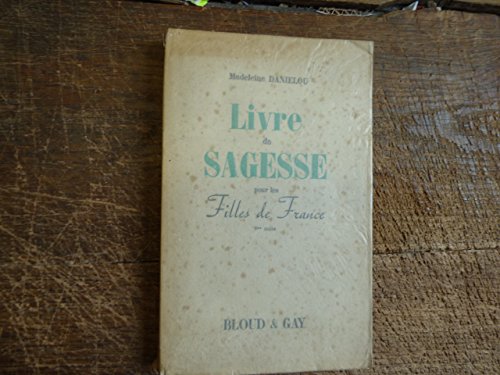 Madeleine DANIELOU
Livre
de
SAGESSE
pour les
Filles de France
BLOUD & GAY